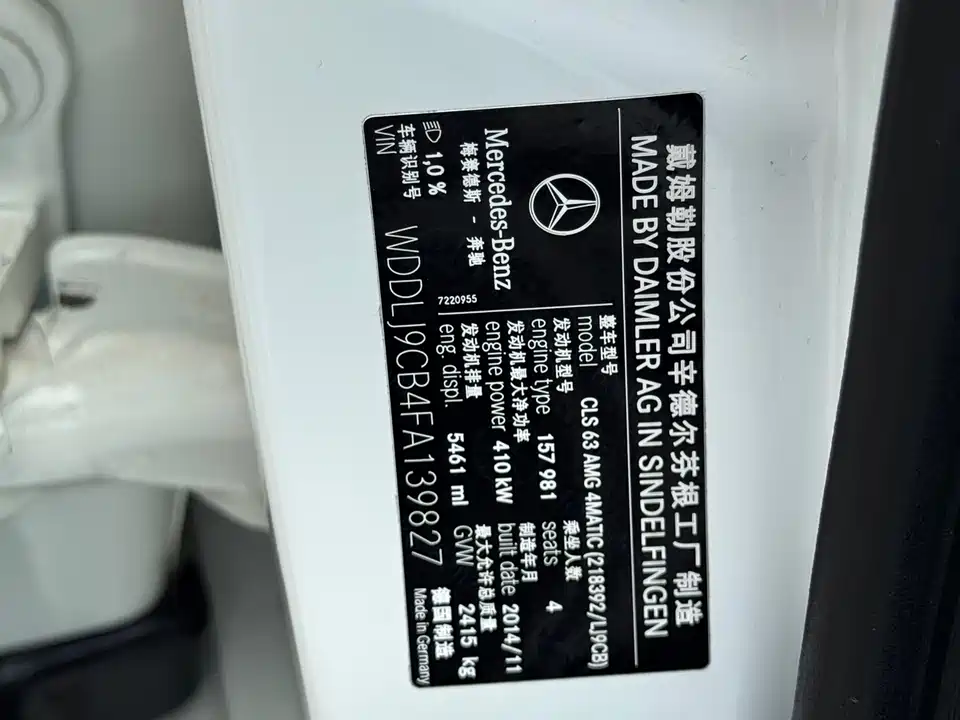 戴姆勒股份公司辛德尔芬根工厂制造
MADE BY DAIMLER AG IN SINDELFINGEN
Mercedes-Benz
梅赛德斯 - 奔驰
7220955
整车型号
model CLS 63 AMG 4MATIC (218392/LJ9CB)
发动机型号 乘坐人数
engine type 157 981 seats 4
发动机最大净功率 制造年月
engine power 410 kW built date 2014/11
发动机排量 最大允许总质量
eng. displ. 5461 ml GVW 2415 kg
1,0 %
车辆识别号
VIN WDDLJ9CB4FA139827
德国制造
Made in Germany